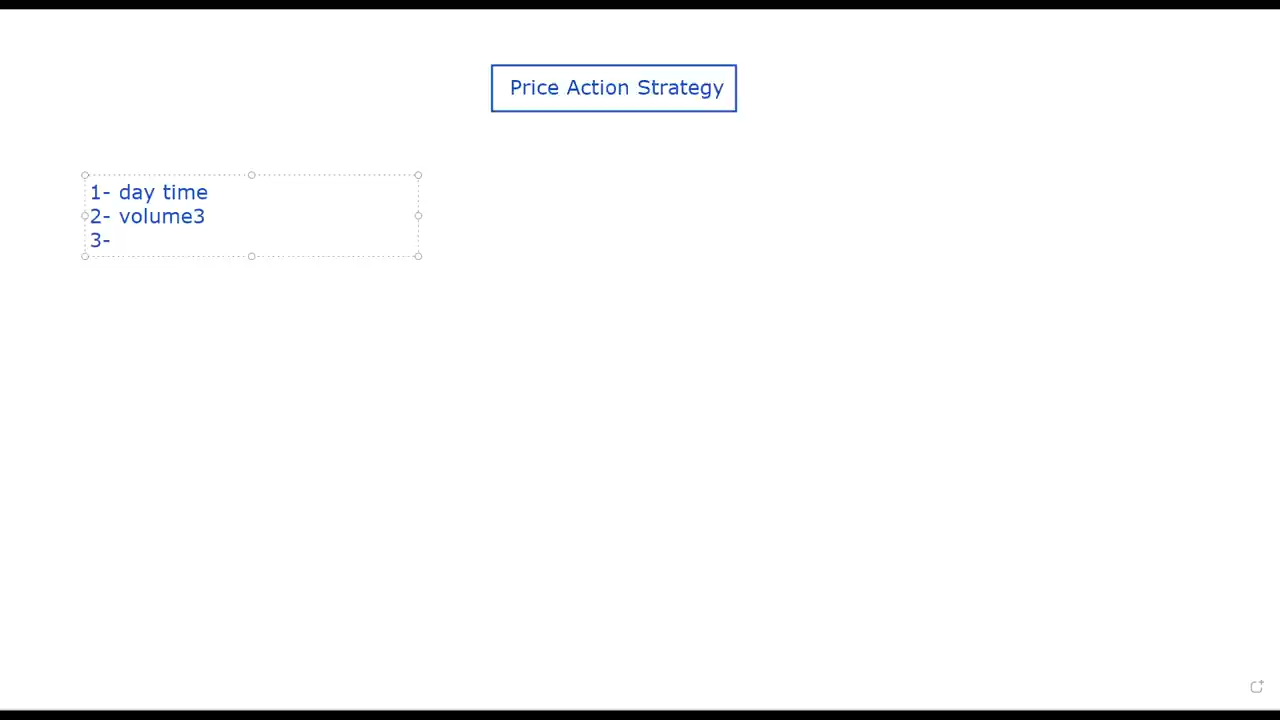 Price Action Strategy
1- day time
2- volume3
3-